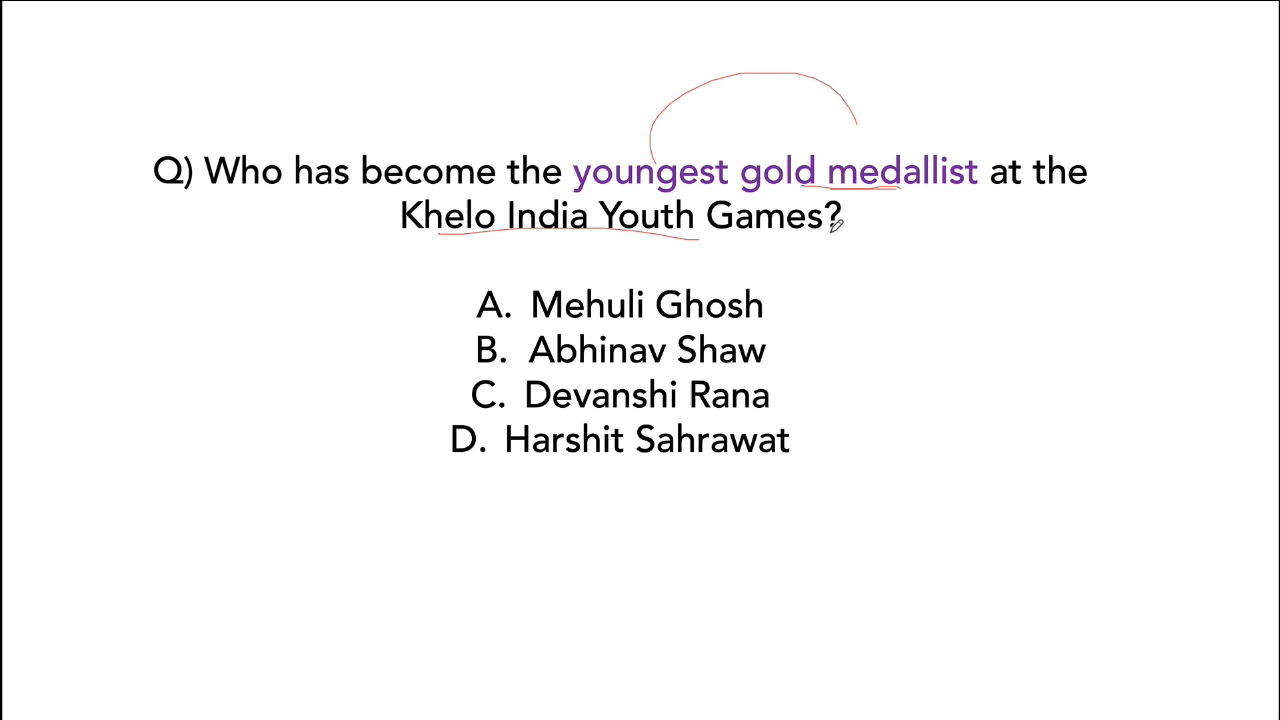 Q) Who has become the youngest gold medallist at the
Khelo India Youth Games?
A. Mehuli Ghosh
B. Abhinav Shaw
C. Devanshi Rana
D. Harshit Sahrawat